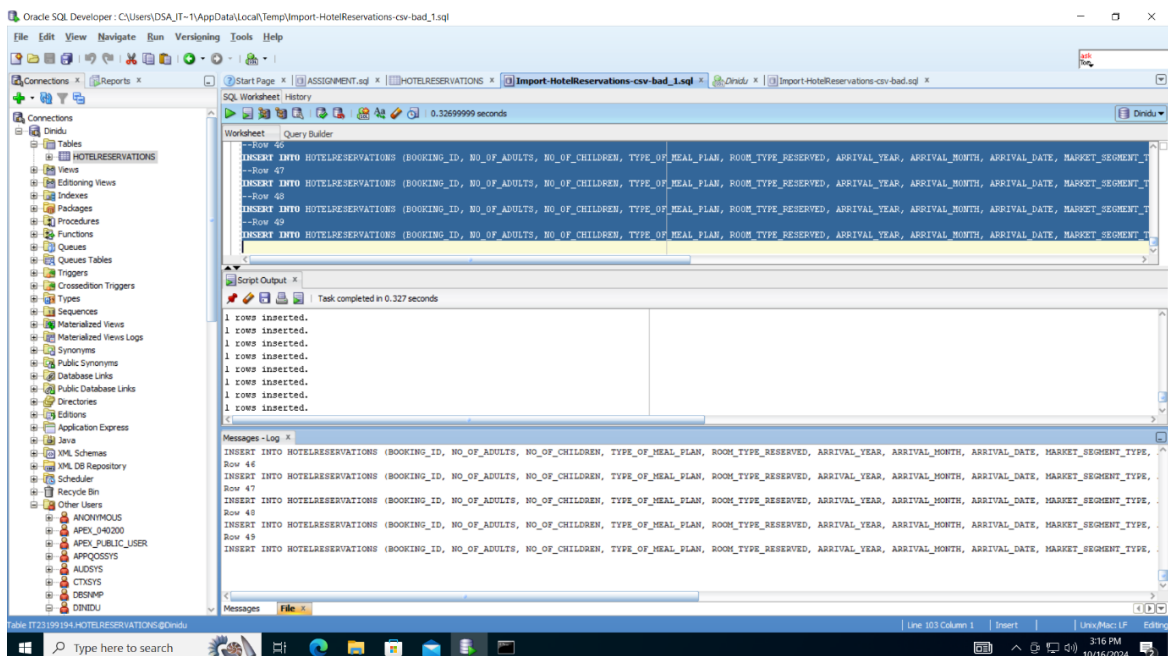 Oracle SQL Developer : C:\Users\DSA_IT~1\AppData\Local\Temp\Import-HotelReservations-csv-bad_1.sql
File Edit View Navigate Run Versioning Tools Help
Connections Reports
Start Page ASSIGNMENT.sql HOTELRESERVATIONS Import-HotelReservations-csv-bad_1.sql Dinidu Import-HotelReservations-csv-bad.sql
SQL Worksheet History
0.32699999 seconds
Dinidu
Worksheet Query Builder
--Row 46
INSERT INTO HOTELRESERVATIONS (BOOKING_ID, NO_OF_ADULTS, NO_OF_CHILDREN, TYPE_OF_MEAL_PLAN, ROOM_TYPE_RESERVED, ARRIVAL_YEAR, ARRIVAL_MONTH, ARRIVAL_DATE, MARKET_SEGMENT_T
--Row 47
INSERT INTO HOTELRESERVATIONS (BOOKING_ID, NO_OF_ADULTS, NO_OF_CHILDREN, TYPE_OF_MEAL_PLAN, ROOM_TYPE_RESERVED, ARRIVAL_YEAR, ARRIVAL_MONTH, ARRIVAL_DATE, MARKET_SEGMENT_T
--Row 48
INSERT INTO HOTELRESERVATIONS (BOOKING_ID, NO_OF_ADULTS, NO_OF_CHILDREN, TYPE_OF_MEAL_PLAN, ROOM_TYPE_RESERVED, ARRIVAL_YEAR, ARRIVAL_MONTH, ARRIVAL_DATE, MARKET_SEGMENT_T
--Row 49
INSERT INTO HOTELRESERVATIONS (BOOKING_ID, NO_OF_ADULTS, NO_OF_CHILDREN, TYPE_OF_MEAL_PLAN, ROOM_TYPE_RESERVED, ARRIVAL_YEAR, ARRIVAL_MONTH, ARRIVAL_DATE, MARKET_SEGMENT_T
Connections
Dinidu
Tables
HOTELRESERVATIONS
Views
Editioning Views
Indexes
Packages
Procedures
Functions
Queues
Queues Tables
Triggers
Crossedition Triggers
Types
Sequences
Materialized Views
Materialized Views Logs
Synonyms
Public Synonyms
Database Links
Public Database Links
Directories
Editions
Application Express
Java
XML Schemas
XML DB Repository
Scheduler
Recycle Bin
Other Users
ANONYMOUS
APEX_040200
APEX_PUBLIC_USER
APPQOSSYS
AUDSYS
CTXSYS
DBSNMP
DINIDU
Script Output
Task completed in 0.327 seconds
1 rows inserted.
1 rows inserted.
1 rows inserted.
1 rows inserted.
1 rows inserted.
1 rows inserted.
1 rows inserted.
1 rows inserted.
Messages - Log
INSERT INTO HOTELRESERVATIONS (BOOKING_ID, NO_OF_ADULTS, NO_OF_CHILDREN, TYPE_OF_MEAL_PLAN, ROOM_TYPE_RESERVED, ARRIVAL_YEAR, ARRIVAL_MONTH, ARRIVAL_DATE, MARKET_SEGMENT_TYPE,
Row 46
INSERT INTO HOTELRESERVATIONS (BOOKING_ID, NO_OF_ADULTS, NO_OF_CHILDREN, TYPE_OF_MEAL_PLAN, ROOM_TYPE_RESERVED, ARRIVAL_YEAR, ARRIVAL_MONTH, ARRIVAL_DATE, MARKET_SEGMENT_TYPE,
Row 47
INSERT INTO HOTELRESERVATIONS (BOOKING_ID, NO_OF_ADULTS, NO_OF_CHILDREN, TYPE_OF_MEAL_PLAN, ROOM_TYPE_RESERVED, ARRIVAL_YEAR, ARRIVAL_MONTH, ARRIVAL_DATE, MARKET_SEGMENT_TYPE,
Row 48
INSERT INTO HOTELRESERVATIONS (BOOKING_ID, NO_OF_ADULTS, NO_OF_CHILDREN, TYPE_OF_MEAL_PLAN, ROOM_TYPE_RESERVED, ARRIVAL_YEAR, ARRIVAL_MONTH, ARRIVAL_DATE, MARKET_SEGMENT_TYPE,
Row 49
INSERT INTO HOTELRESERVATIONS (BOOKING_ID, NO_OF_ADULTS, NO_OF_CHILDREN, TYPE_OF_MEAL_PLAN, ROOM_TYPE_RESERVED, ARRIVAL_YEAR, ARRIVAL_MONTH, ARRIVAL_DATE, MARKET_SEGMENT_TYPE,
Messages File
Table IT23199194.HOTELRESERVATIONS@Dinidu
Line 103 Column 1 Insert Unix/Mac: LF Editing
Type here to search
3:16 PM
10/16/2024